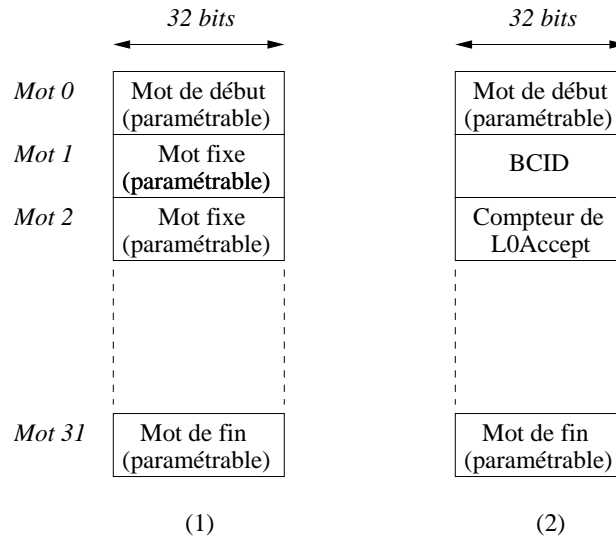 32 bits
32 bits
Mot 0
Mot de début
(paramétrable)
Mot de début
(paramétrable)
Mot 1
Mot fixe
(paramétrable)
BCID
Mot 2
Mot fixe
(paramétrable)
Compteur de
L0Accept
Mot 31
Mot de fin
(paramétrable)
Mot de fin
(paramétrable)
(1)
(2)